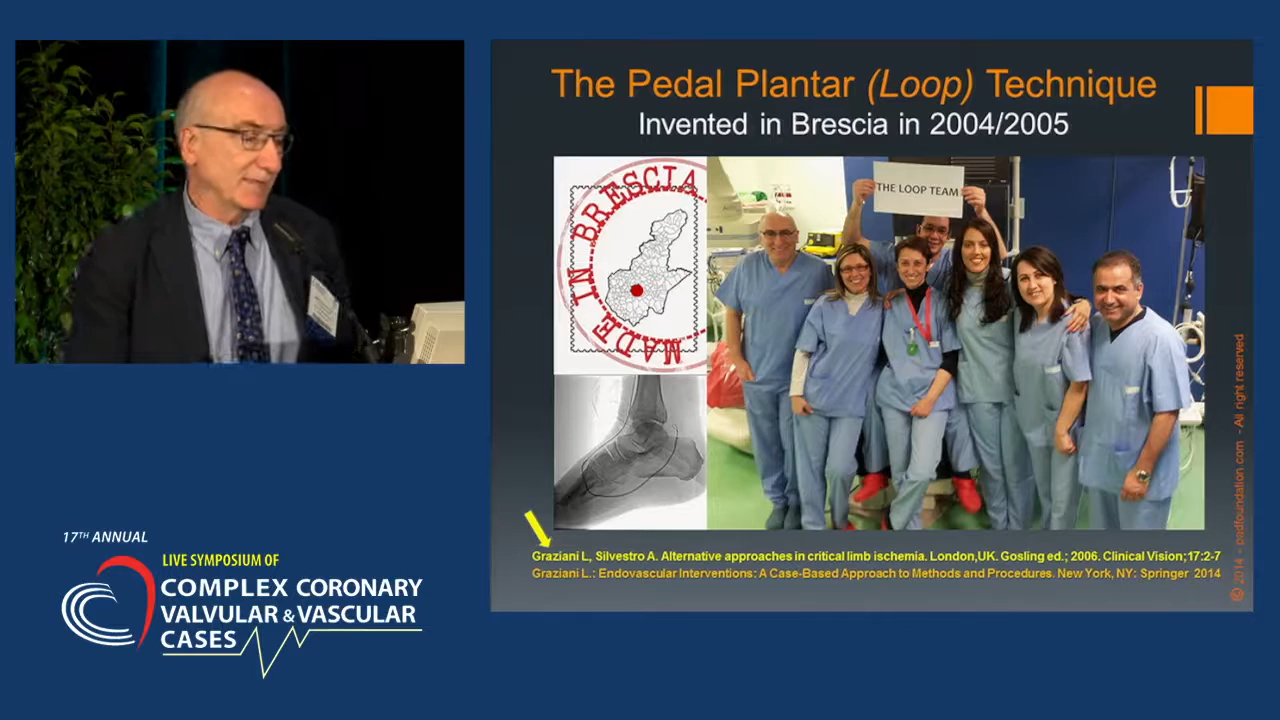 The Pedal Plantar (Loop) Technique
Invented in Brescia in 2004/2005
MADE IN BRESCIA
THE LOOP TEAM
Graziani L, Silvestro A. Alternative approaches in critical limb ischemia. London,UK. Gosling ed.; 2006. Clinical Vision;17:2-7
Graziani L.: Endovascular Interventions: A Case-Based Approach to Methods and Procedures. New York, NY: Springer 2014
© 2014 - padfoundation.com - All right reserved
17TH ANNUAL
LIVE SYMPOSIUM OF
COMPLEX CORONARY
VALVULAR & VASCULAR
CASES